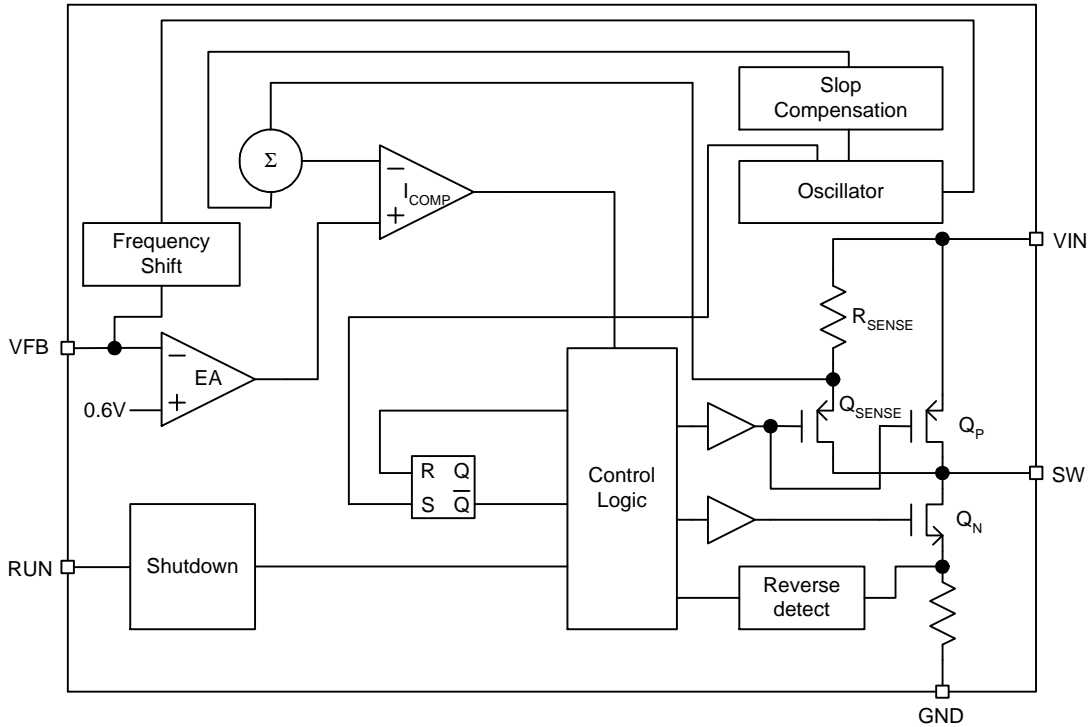 Slop
Compensation
Σ
−
I_COMP
+
Oscillator
Frequency
Shift
VIN
R_SENSE
VFB
−
EA
+
0.6V
Q_SENSE
Q_P
R Q
S Q̅
Control
Logic
SW
Q_N
RUN
Shutdown
Reverse
detect
GND